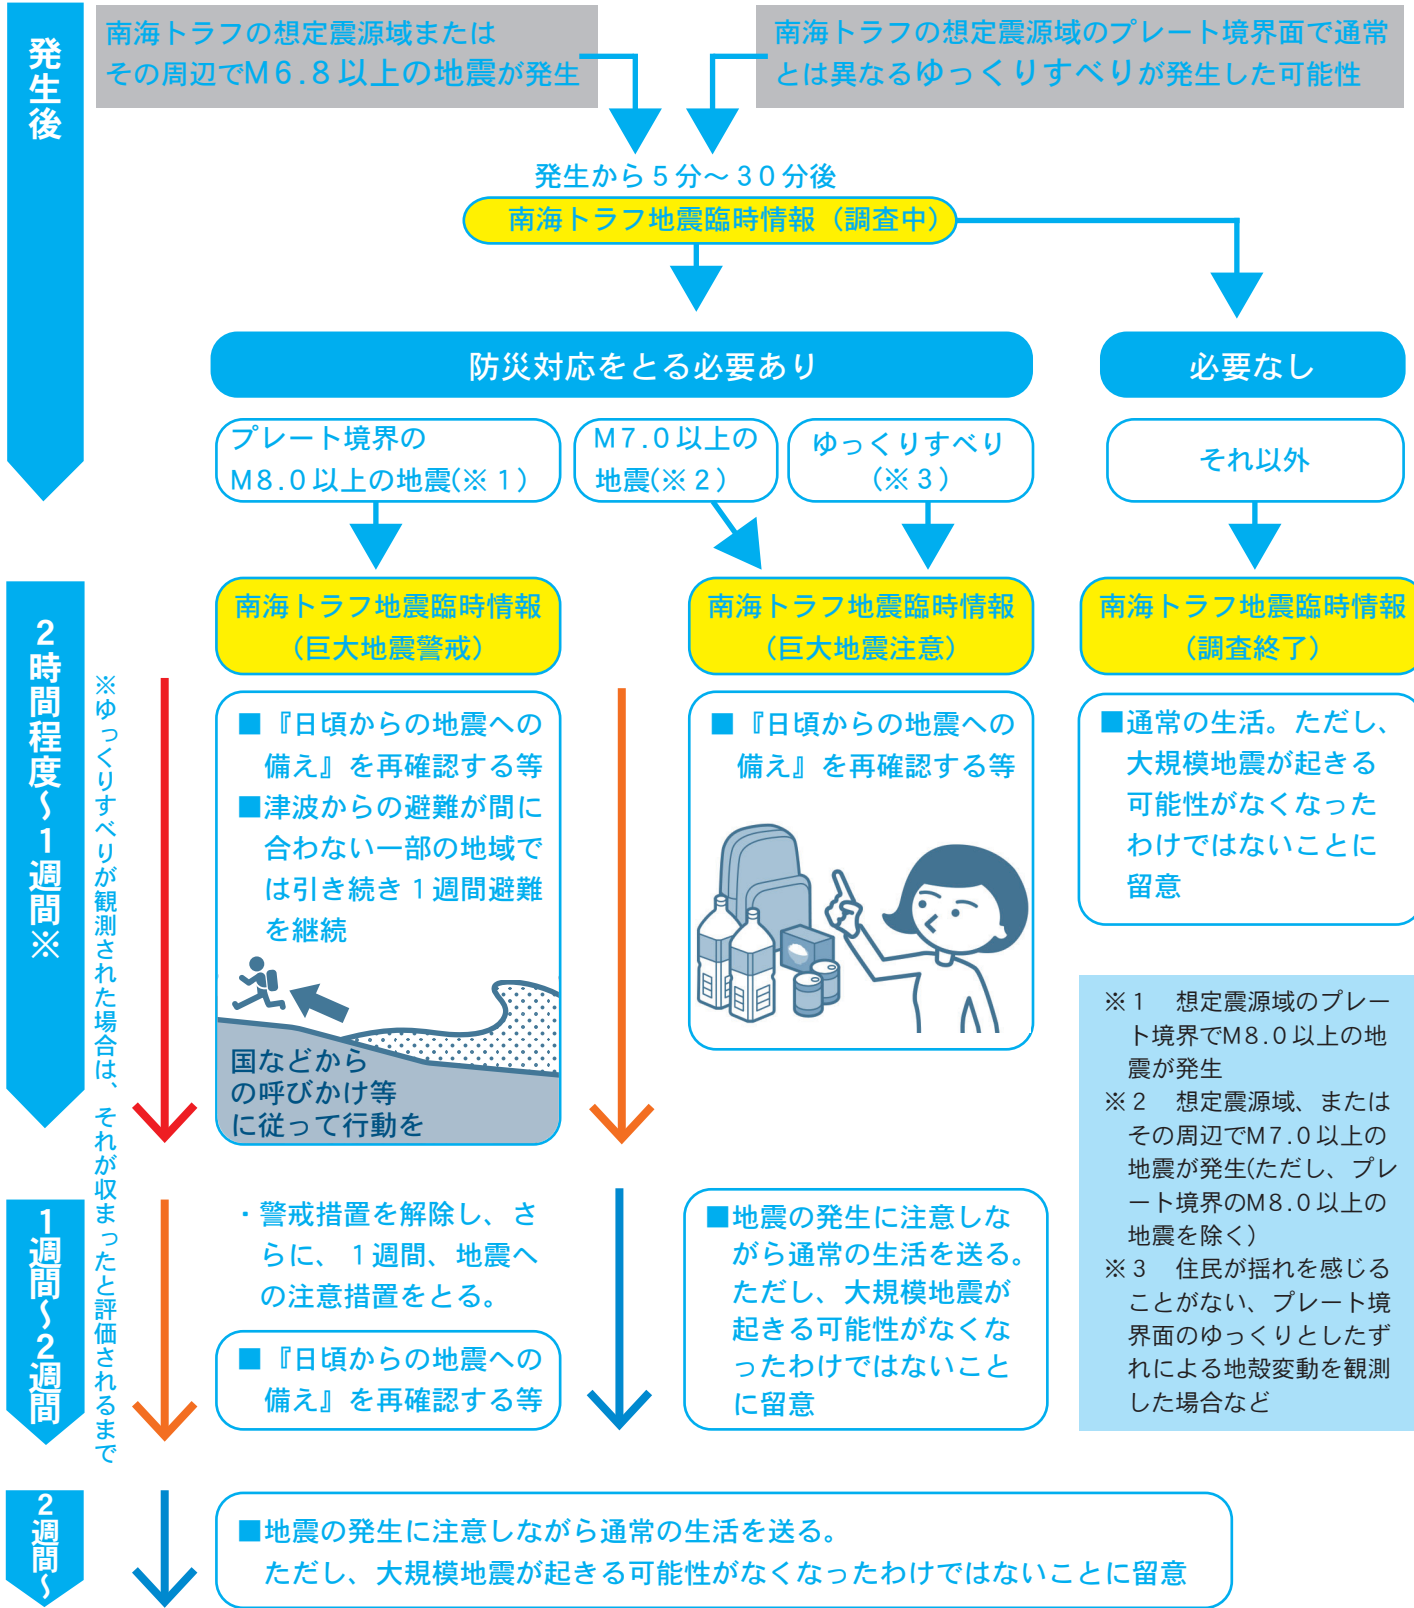 発生後
南海トラフの想定震源域または
その周辺でM6.8以上の地震が発生
南海トラフの想定震源域のプレート境界面で通常
とは異なるゆっくりすべりが発生した可能性
発生から5分～30分後
南海トラフ地震臨時情報（調査中）
防災対応をとる必要あり
必要なし
プレート境界の
M8.0以上の地震(※1)
M7.0以上の
地震(※2)
ゆっくりすべり
(※3)
それ以外
2時間程度～1週間※
※ゆっくりすべりが観測された場合は、それが収まったと評価されるまで
南海トラフ地震臨時情報
（巨大地震警戒）
南海トラフ地震臨時情報
（巨大地震注意）
南海トラフ地震臨時情報
（調査終了）
■『日頃からの地震への
備え』を再確認する等
■津波からの避難が間に
合わない一部の地域で
は引き続き1週間避難
を継続
国などから
の呼びかけ等
に従って行動を
■『日頃からの地震への
備え』を再確認する等
■通常の生活。ただし、
大規模地震が起きる
可能性がなくなった
わけではないことに
留意
※1　想定震源域のプレー
ト境界でM8.0以上の地
震が発生
※2　想定震源域、または
その周辺でM7.0以上の
地震が発生(ただし、プレ
ート境界のM8.0以上の
地震を除く)
※3　住民が揺れを感じる
ことがない、プレート境
界面のゆっくりとしたず
れによる地殻変動を観測
した場合など
1週間～2週間
・警戒措置を解除し、さ
らに、1週間、地震へ
の注意措置をとる。
■『日頃からの地震への
備え』を再確認する等
■地震の発生に注意しな
がら通常の生活を送る。
ただし、大規模地震が
起きる可能性がなくな
ったわけではないこと
に留意
2週間～
■地震の発生に注意しながら通常の生活を送る。
ただし、大規模地震が起きる可能性がなくなったわけではないことに留意